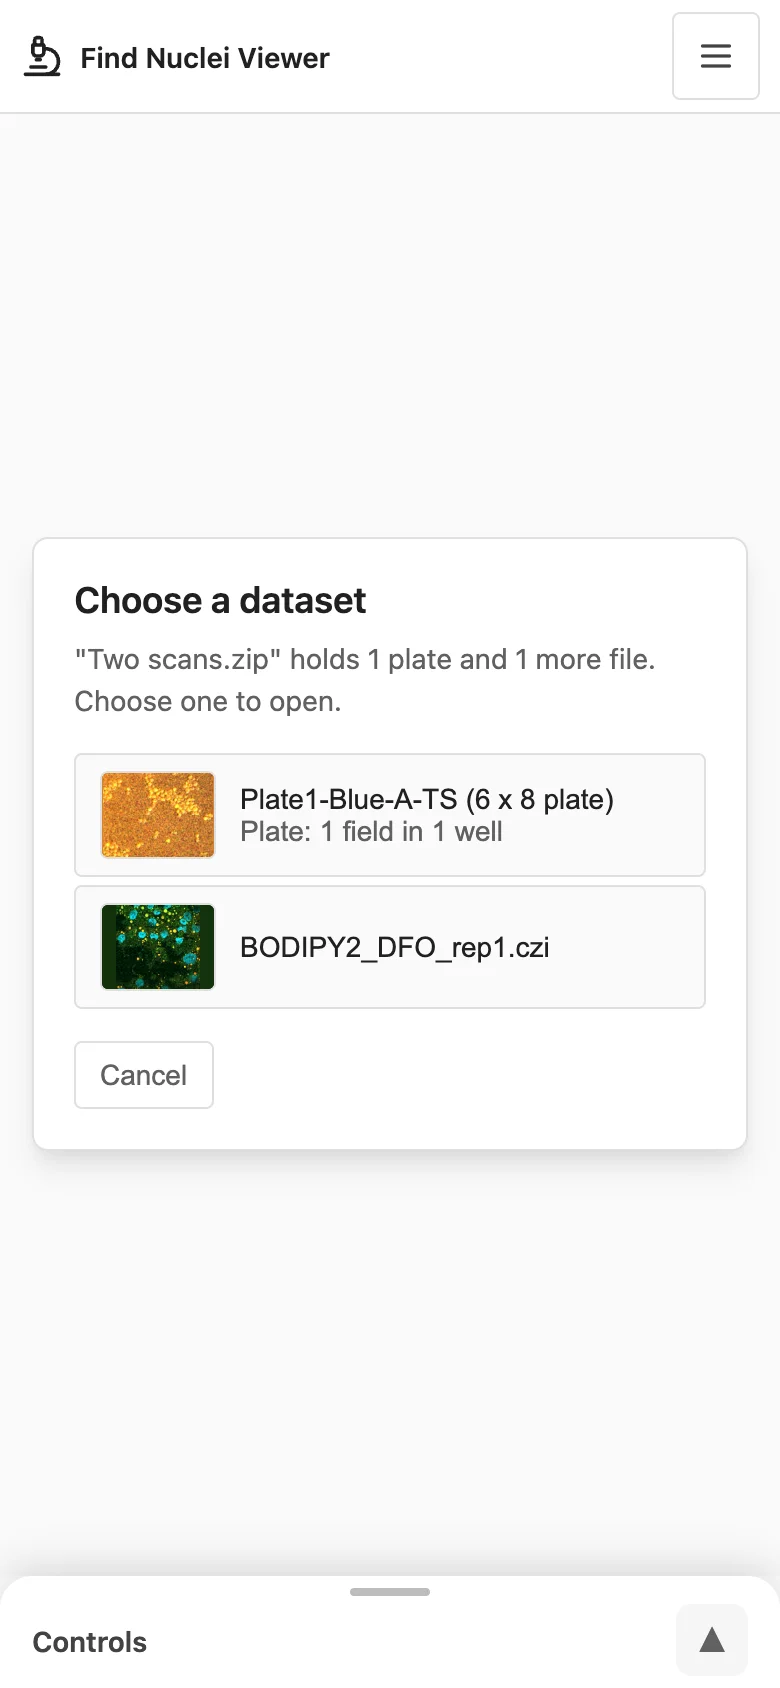 Find Nuclei Viewer
Choose a dataset
"Two scans.zip" holds 1 plate and 1 more file.
Choose one to open.
Plate1-Blue-A-TS (6 x 8 plate)
Plate: 1 field in 1 well
BODIPY2_DFO_rep1.czi
Cancel
Controls